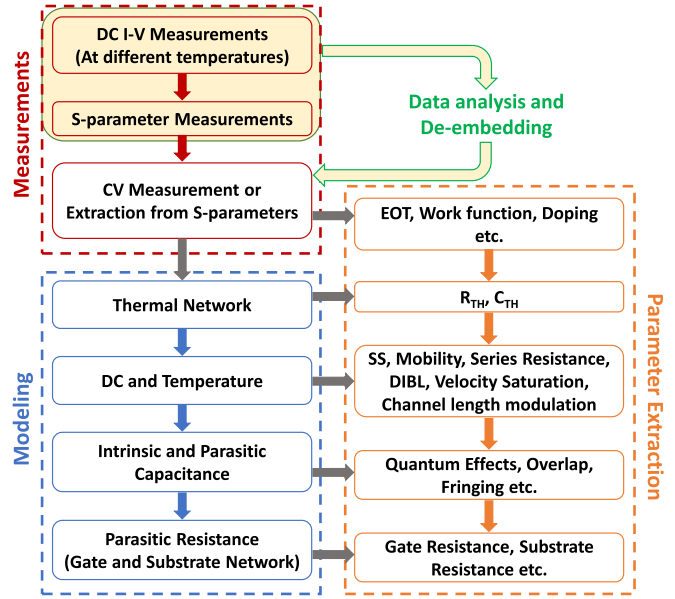 Measurements
DC I-V Measurements
(At different temperatures)
S-parameter Measurements
CV Measurement or
Extraction from S-parameters
Data analysis and
De-embedding
Modeling
Thermal Network
DC and Temperature
Intrinsic and Parasitic
Capacitance
Parasitic Resistance
(Gate and Substrate Network)
Parameter Extraction
EOT, Work function, Doping
etc.
R_TH, C_TH
SS, Mobility, Series Resistance,
DIBL, Velocity Saturation,
Channel length modulation
Quantum Effects, Overlap,
Fringing etc.
Gate Resistance, Substrate
Resistance etc.